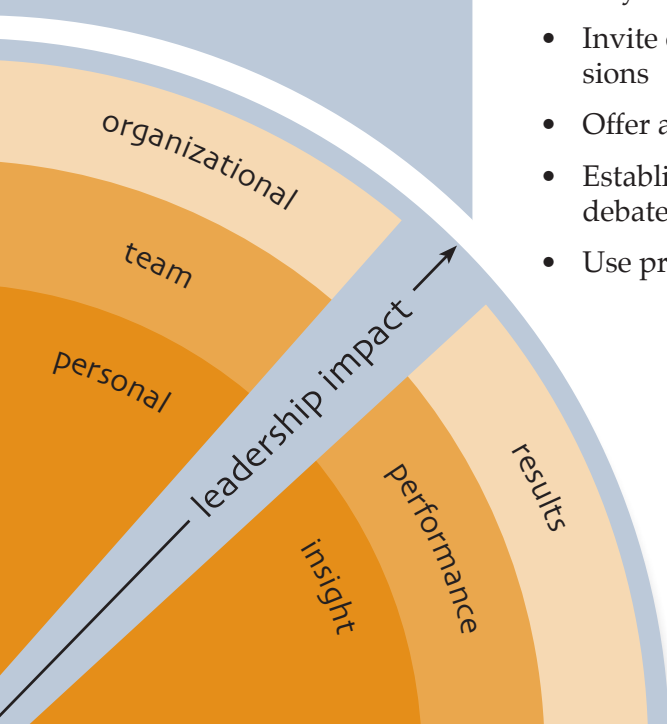 organizational
team
personal
leadership impact
results
performance
insight
• Invite
sions
• Offer a
• Establi
debate
• Use pr